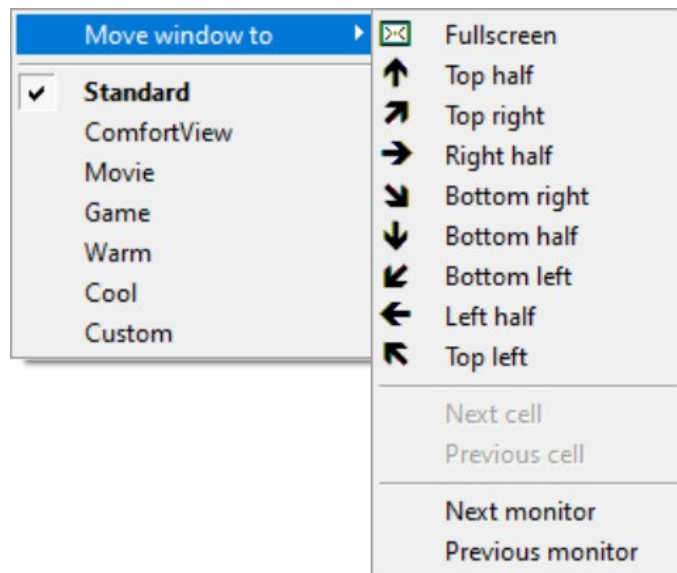 Move window to
Standard
ComfortView
Movie
Game
Warm
Cool
Custom
Fullscreen
Top half
Top right
Right half
Bottom right
Bottom half
Bottom left
Left half
Top left
Next cell
Previous cell
Next monitor
Previous monitor